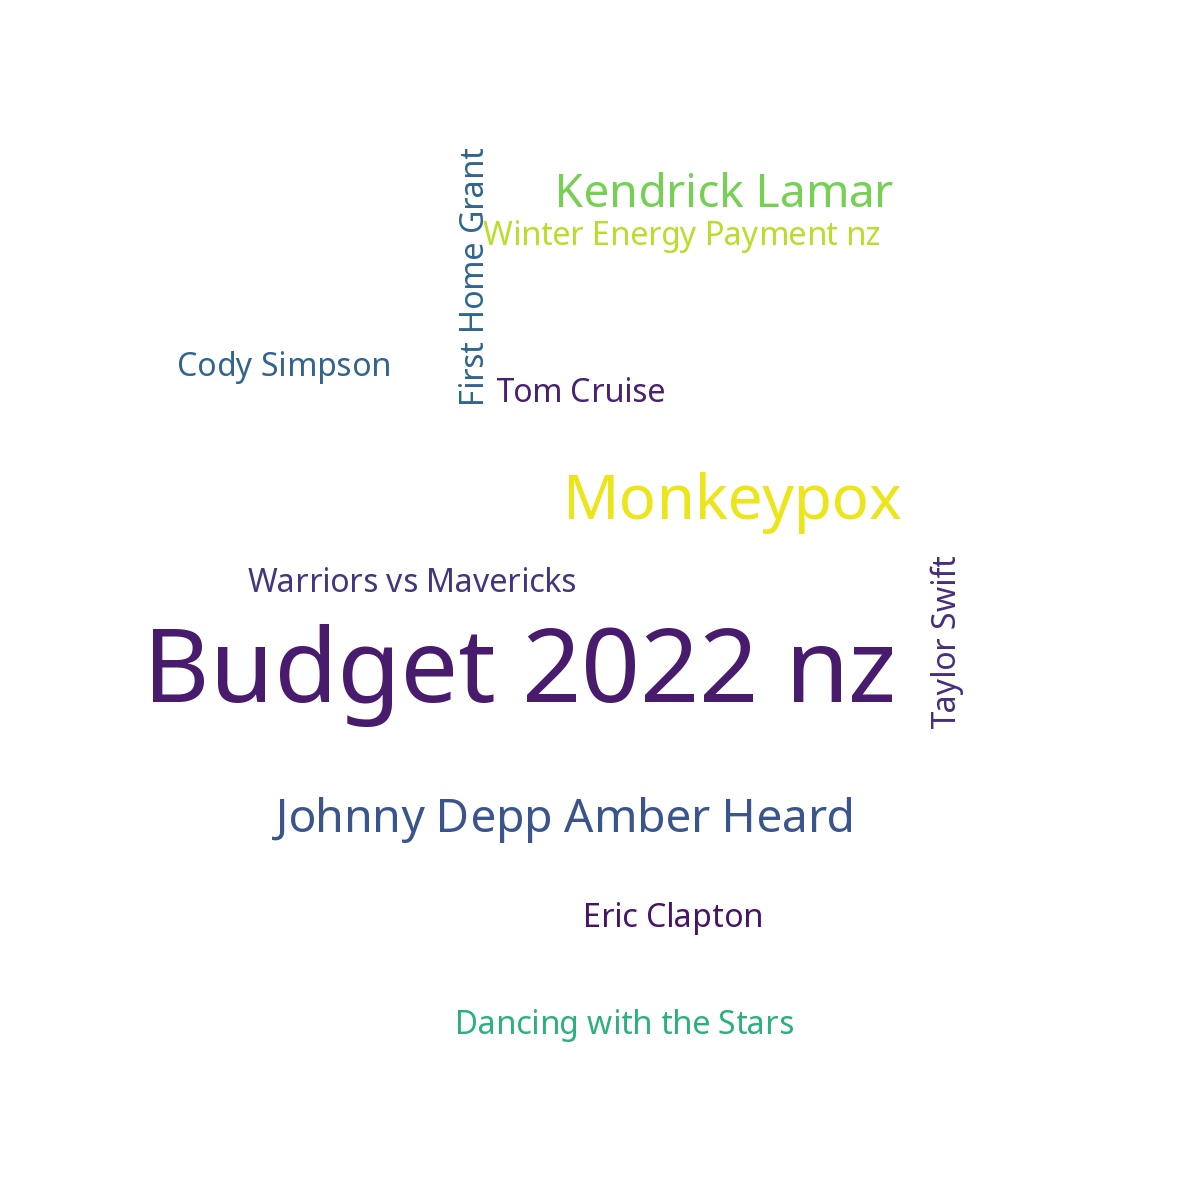 Kendrick Lamar
Winter Energy Payment nz
First Home Grant
Cody Simpson
Tom Cruise
Monkeypox
Warriors vs Mavericks
Budget 2022 nz
Taylor Swift
Johnny Depp Amber Heard
Eric Clapton
Dancing with the Stars